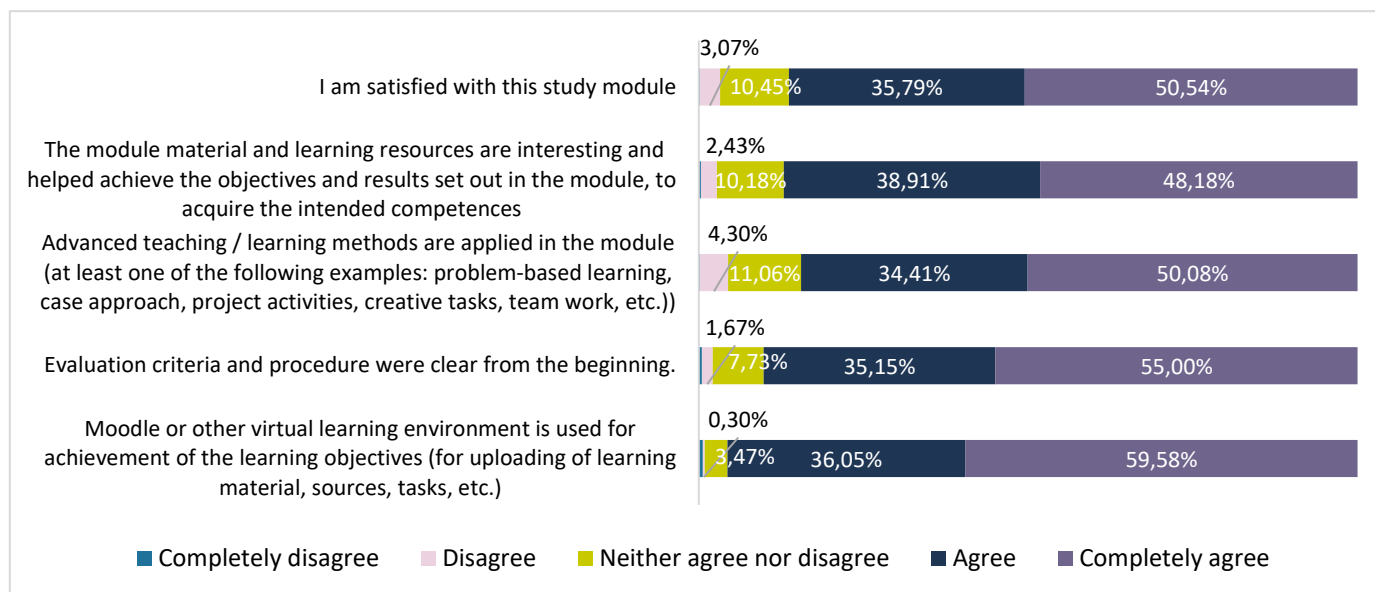 3,07%
I am satisfied with this study module
10,45%
35,79%
50,54%
The module material and learning resources are interesting and
helped achieve the objectives and results set out in the module, to
acquire the intended competences
2,43%
10,18%
38,91%
48,18%
Advanced teaching / learning methods are applied in the module
(at least one of the following examples: problem-based learning,
case approach, project activities, creative tasks, team work, etc.))
4,30%
11,06%
34,41%
50,08%
Evaluation criteria and procedure were clear from the beginning.
1,67%
7,73%
35,15%
55,00%
Moodle or other virtual learning environment is used for
achievement of the learning objectives (for uploading of learning
material, sources, tasks, etc.)
0,30%
3,47%
36,05%
59,58%
Completely disagree
Disagree
Neither agree nor disagree
Agree
Completely agree